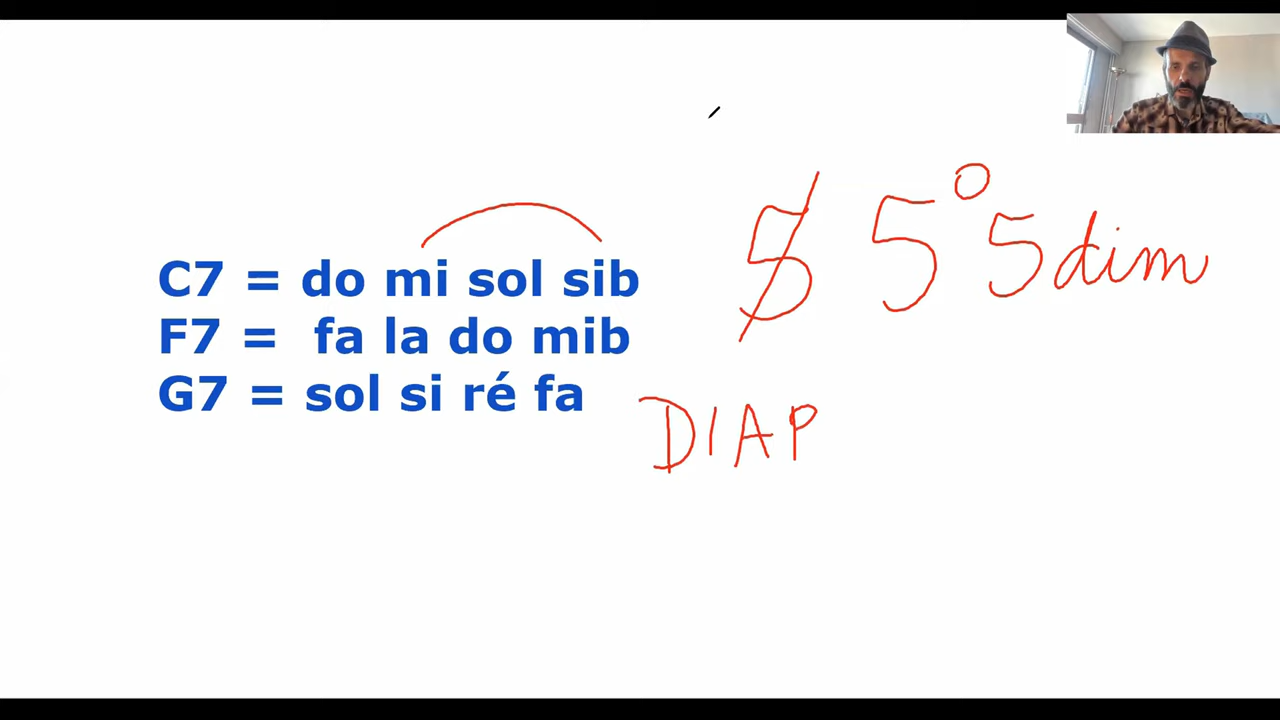 C7 = do mi sol sib
F7 = fa la do mib
G7 = sol si ré fa
5 5° 5dim
DIAP